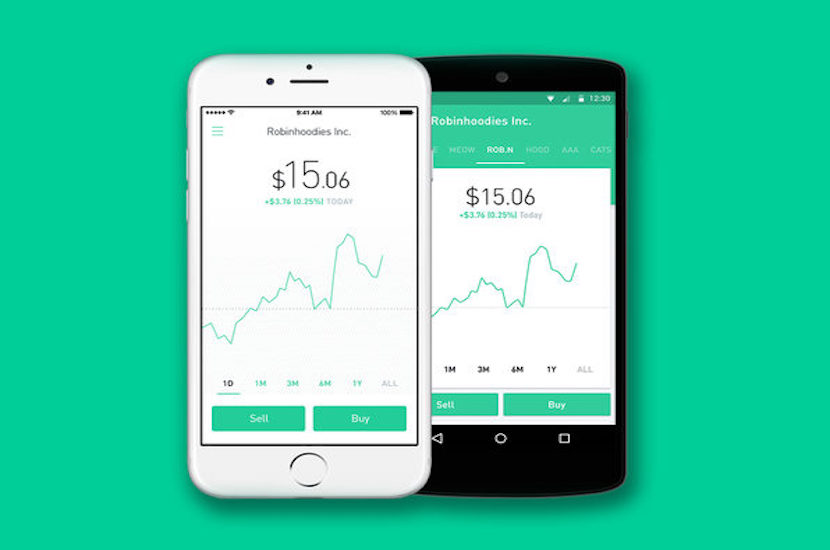 9:41 AM 100%
Robinhoodies Inc.
$15.06
+$3.76 (0.25%) TODAY
1D 1M 3M 6M 1Y ALL
Sell Buy
12:30
Robinhoodies Inc.
E MEOW ROB.N HOOD AAA CATS
$15.06
+$3.76 (0.25%) Today
1M 3M 6M 1Y ALL
Sell Buy